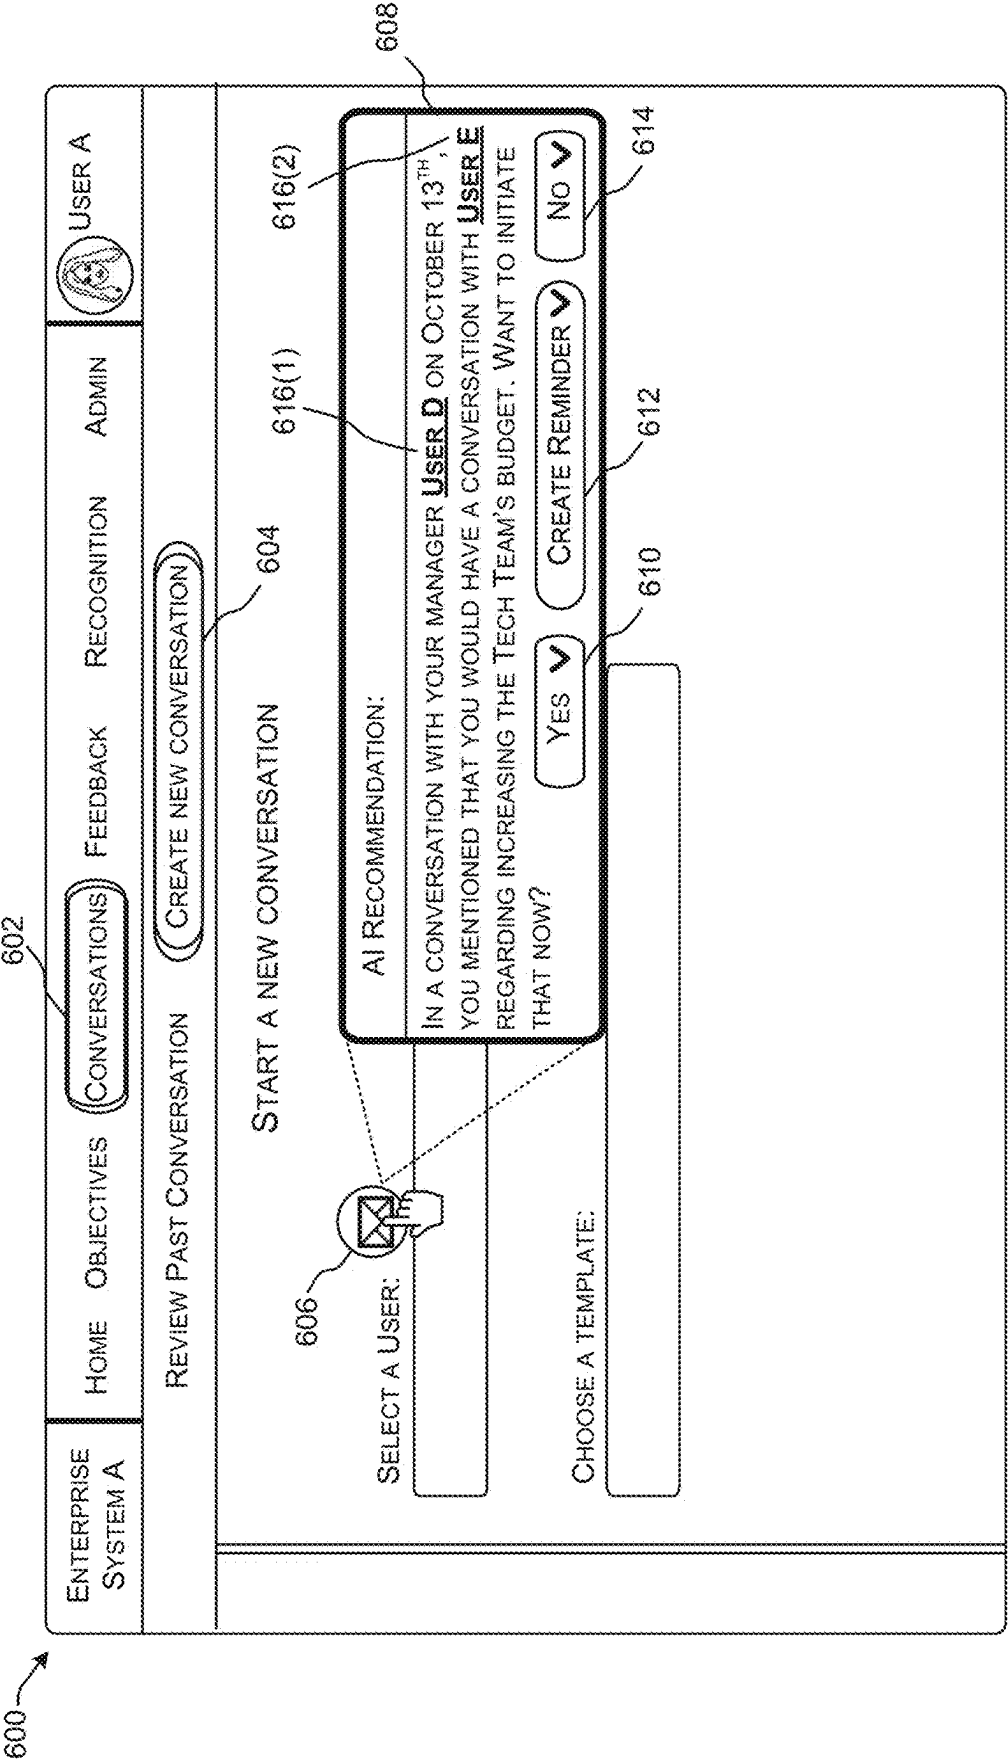 600
602
604
606
608
610
612
614
616(1)
616(2)
ENTERPRISE
SYSTEM A
HOME OBJECTIVES CONVERSATIONS FEEDBACK RECOGNITION ADMIN
USER A
REVIEW PAST CONVERSATION CREATE NEW CONVERSATION
START A NEW CONVERSATION
SELECT A USER:
CHOOSE A TEMPLATE:
AI RECOMMENDATION:
IN A CONVERSATION WITH YOUR MANAGER USER D ON OCTOBER 13TH,
YOU MENTIONED THAT YOU WOULD HAVE A CONVERSATION WITH USER E
REGARDING INCREASING THE TECH TEAM'S BUDGET. WANT TO INITIATE
THAT NOW?
YES CREATE REMINDER NO